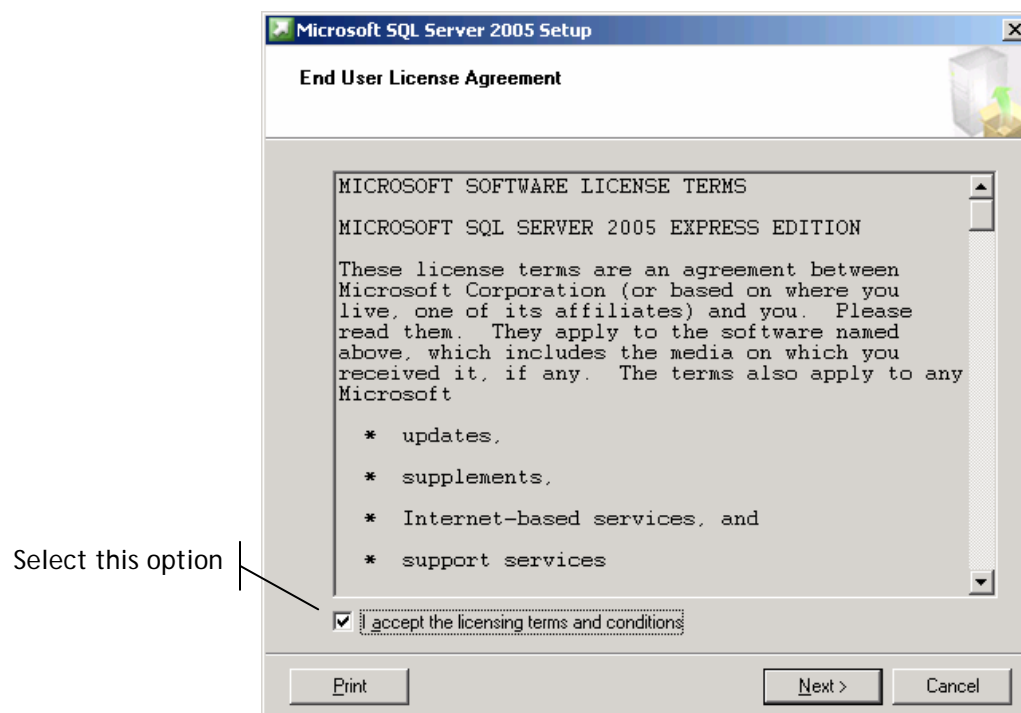 Microsoft SQL Server 2005 Setup
End User License Agreement
MICROSOFT SOFTWARE LICENSE TERMS
MICROSOFT SQL SERVER 2005 EXPRESS EDITION
These license terms are an agreement between
Microsoft Corporation (or based on where you
live, one of its affiliates) and you.  Please
read them.  They apply to the software named
above, which includes the media on which you
received it, if any.  The terms also apply to any
Microsoft
*  updates,
*  supplements,
*  Internet-based services, and
*  support services
Select this option
I accept the licensing terms and conditions
Print
Next >
Cancel